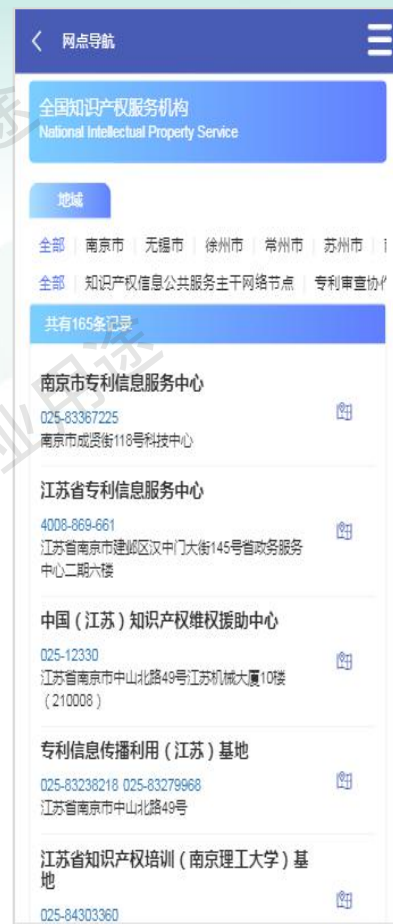 网点导航
全国知识产权服务机构
National Intellectual Property Service
地域
全部 南京市 无锡市 徐州市 常州市 苏州市
全部 知识产权信息公共服务主干网络节点 专利审查协作
共有165条记录
南京市专利信息服务中心
025-83367225
南京市成贤街118号科技中心
江苏省专利信息服务中心
4008-869-661
江苏省南京市建邺区汉中门大街145号省政务服务
中心二期六楼
中国（江苏）知识产权维权援助中心
025-12330
江苏省南京市中山北路49号江苏机械大厦10楼
（210008）
专利信息传播利用（江苏）基地
025-83238218 025-83279968
江苏省南京市中山北路49号
江苏省知识产权培训（南京理工大学）基
地
025-84303360
业用途